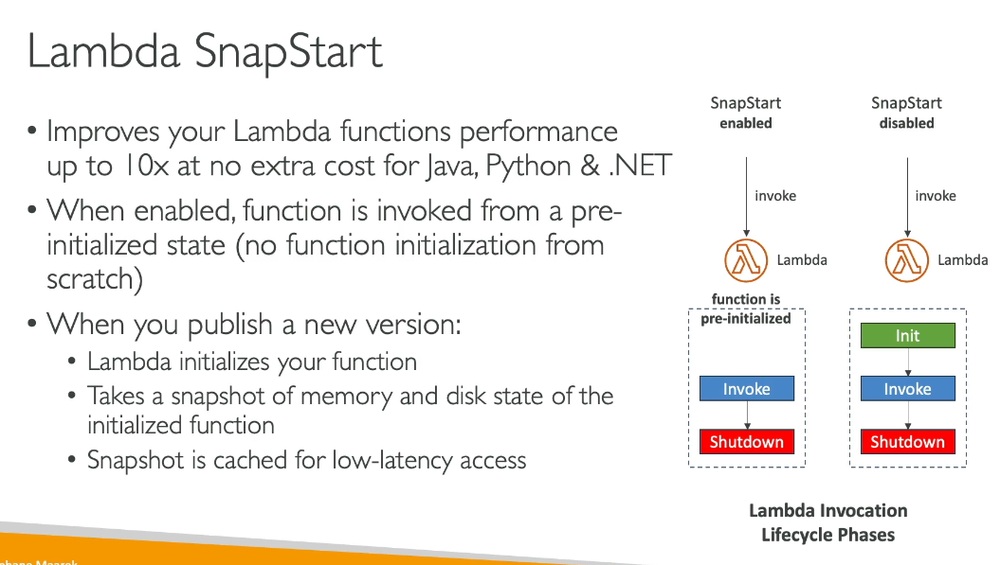 Lambda SnapStart
• Improves your Lambda functions performance
up to 10x at no extra cost for Java, Python & .NET
• When enabled, function is invoked from a pre-
initialized state (no function initialization from
scratch)
• When you publish a new version:
• Lambda initializes your function
• Takes a snapshot of memory and disk state of the
initialized function
• Snapshot is cached for low-latency access
SnapStart
enabled
invoke
Lambda
function is
pre-initialized
Invoke
Shutdown
SnapStart
disabled
invoke
Lambda
Init
Invoke
Shutdown
Lambda Invocation
Lifecycle Phases